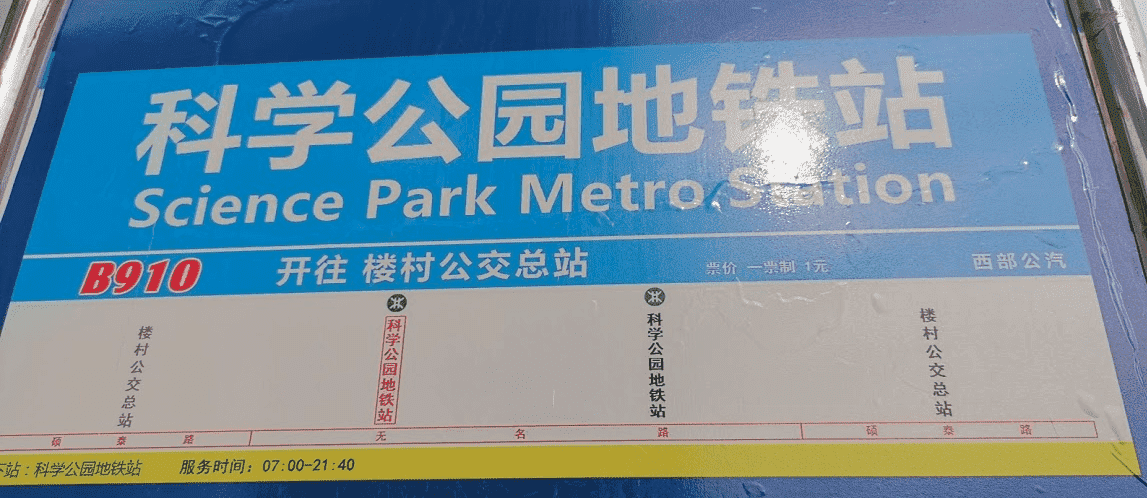 科学公园地铁站
Science Park Metro Station
B910 开往 楼村公交总站 票价 一票制 1元 西部公汽
楼村公交总站
科学公园地铁站
科学公园地铁站
楼村公交总站
硕泰路 无名路 硕泰路
下站：科学公园地铁站 服务时间：07:00-21:40